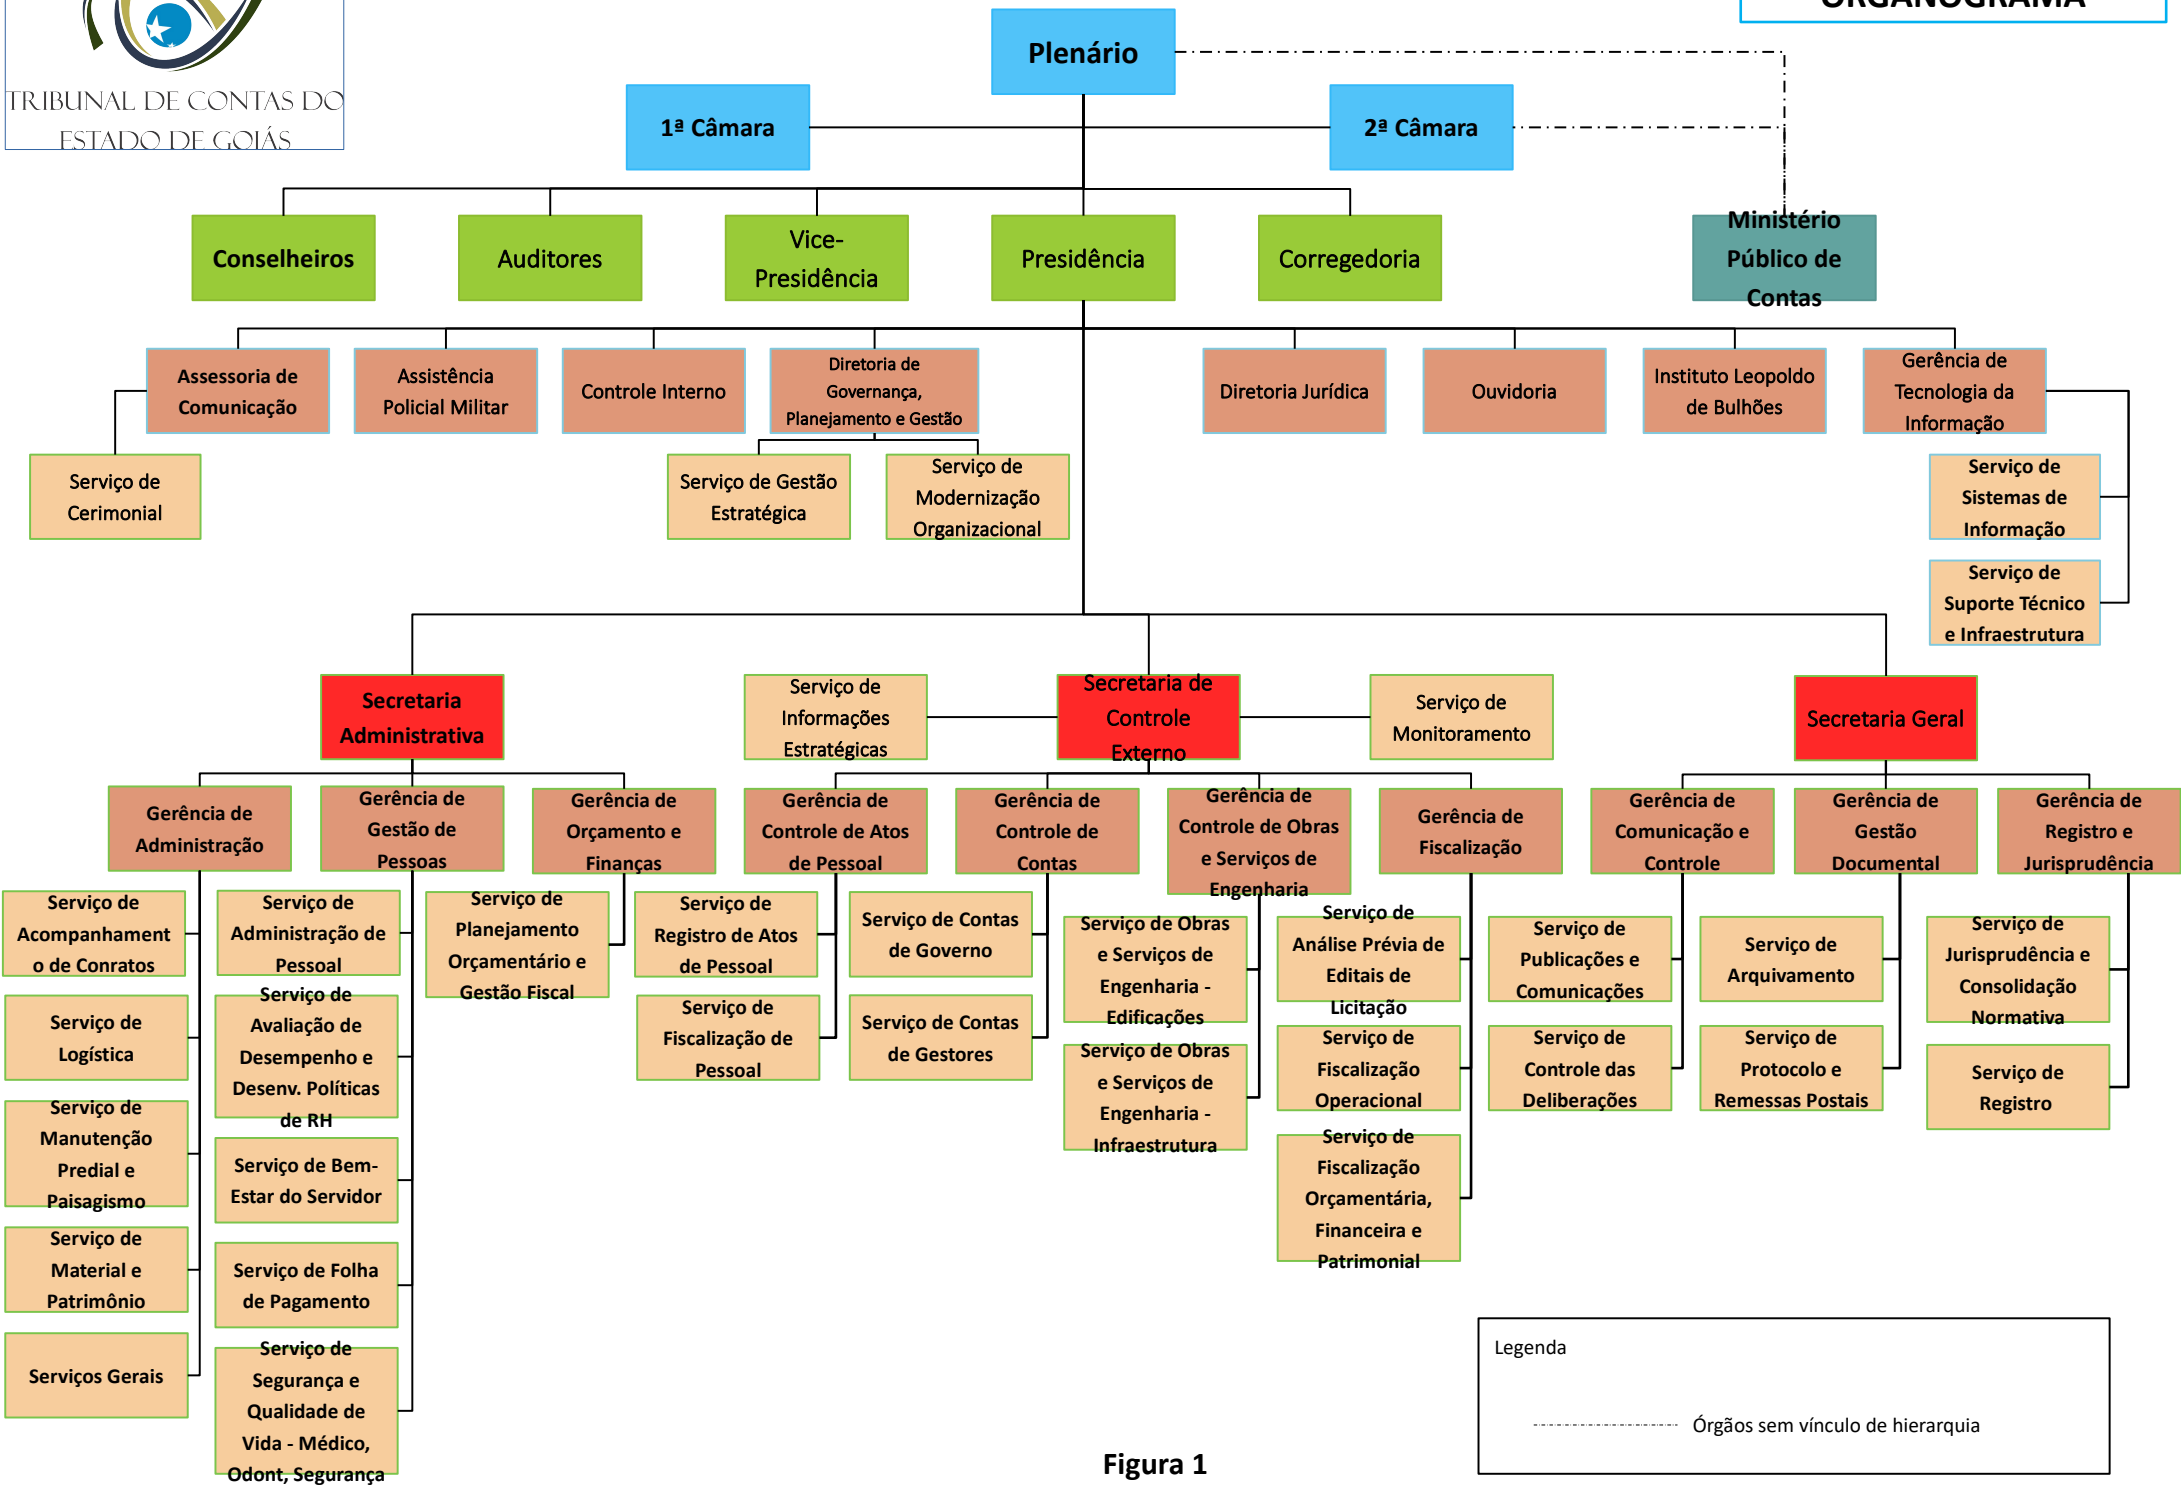 TRIBUNAL DE CONTAS DO
ESTADO DE GOIÁS
ORGANOGRAMA
Plenário
1ª Câmara
2ª Câmara
Conselheiros
Auditores
Vice-
Presidência
Presidência
Corregedoria
Ministério
Público de
Contas
Assessoria de
Comunicação
Assistência
Policial Militar
Controle Interno
Diretoria de
Governança,
Planejamento e Gestão
Diretoria Jurídica
Ouvidoria
Instituto Leopoldo
de Bulhões
Gerência de
Tecnologia da
Informação
Serviço de
Cerimonial
Serviço de Gestão
Estratégica
Serviço de
Modernização
Organizacional
Serviço de
Sistemas de
Informação
Serviço de
Suporte Técnico
e Infraestrutura
Secretaria
Administrativa
Serviço de
Informações
Estratégicas
Secretaria de
Controle
Externo
Serviço de
Monitoramento
Secretaria Geral
Gerência de
Administração
Gerência de
Gestão de
Pessoas
Gerência de
Orçamento e
Finanças
Gerência de
Controle de Atos
de Pessoal
Gerência de
Controle de
Contas
Gerência de
Controle de Obras
e Serviços de
Engenharia
Gerência de
Fiscalização
Gerência de
Comunicação e
Controle
Gerência de
Gestão
Documental
Gerência de
Registro e
Jurisprudência
Serviço de
Acompanhament
o de Conratos
Serviço de
Logística
Serviço de
Manutenção
Predial e
Paisagismo
Serviço de
Material e
Patrimônio
Serviços Gerais
Serviço de
Administração de
Pessoal
Serviço de
Avaliação de
Desempenho e
Desenv. Políticas
de RH
Serviço de Bem-
Estar do Servidor
Serviço de Folha
de Pagamento
Serviço de
Segurança e
Qualidade de
Vida - Médico,
Odont, Segurança
Serviço de
Planejamento
Orçamentário e
Gestão Fiscal
Serviço de
Registro de Atos
de Pessoal
Serviço de
Fiscalização de
Pessoal
Serviço de Contas
de Governo
Serviço de Contas
de Gestores
Serviço de Obras
e Serviços de
Engenharia -
Edificações
Serviço de Obras
e Serviços de
Engenharia -
Infraestrutura
Serviço de
Análise Prévia de
Editais de
Licitação
Serviço de
Fiscalização
Operacional
Serviço de
Fiscalização
Orçamentária,
Financeira e
Patrimonial
Serviço de
Publicações e
Comunicações
Serviço de
Controle das
Deliberações
Serviço de
Arquivamento
Serviço de
Protocolo e
Remessas Postais
Serviço de
Jurisprudência e
Consolidação
Normativa
Serviço de
Registro
Legenda
Órgãos sem vínculo de hierarquia
Figura 1